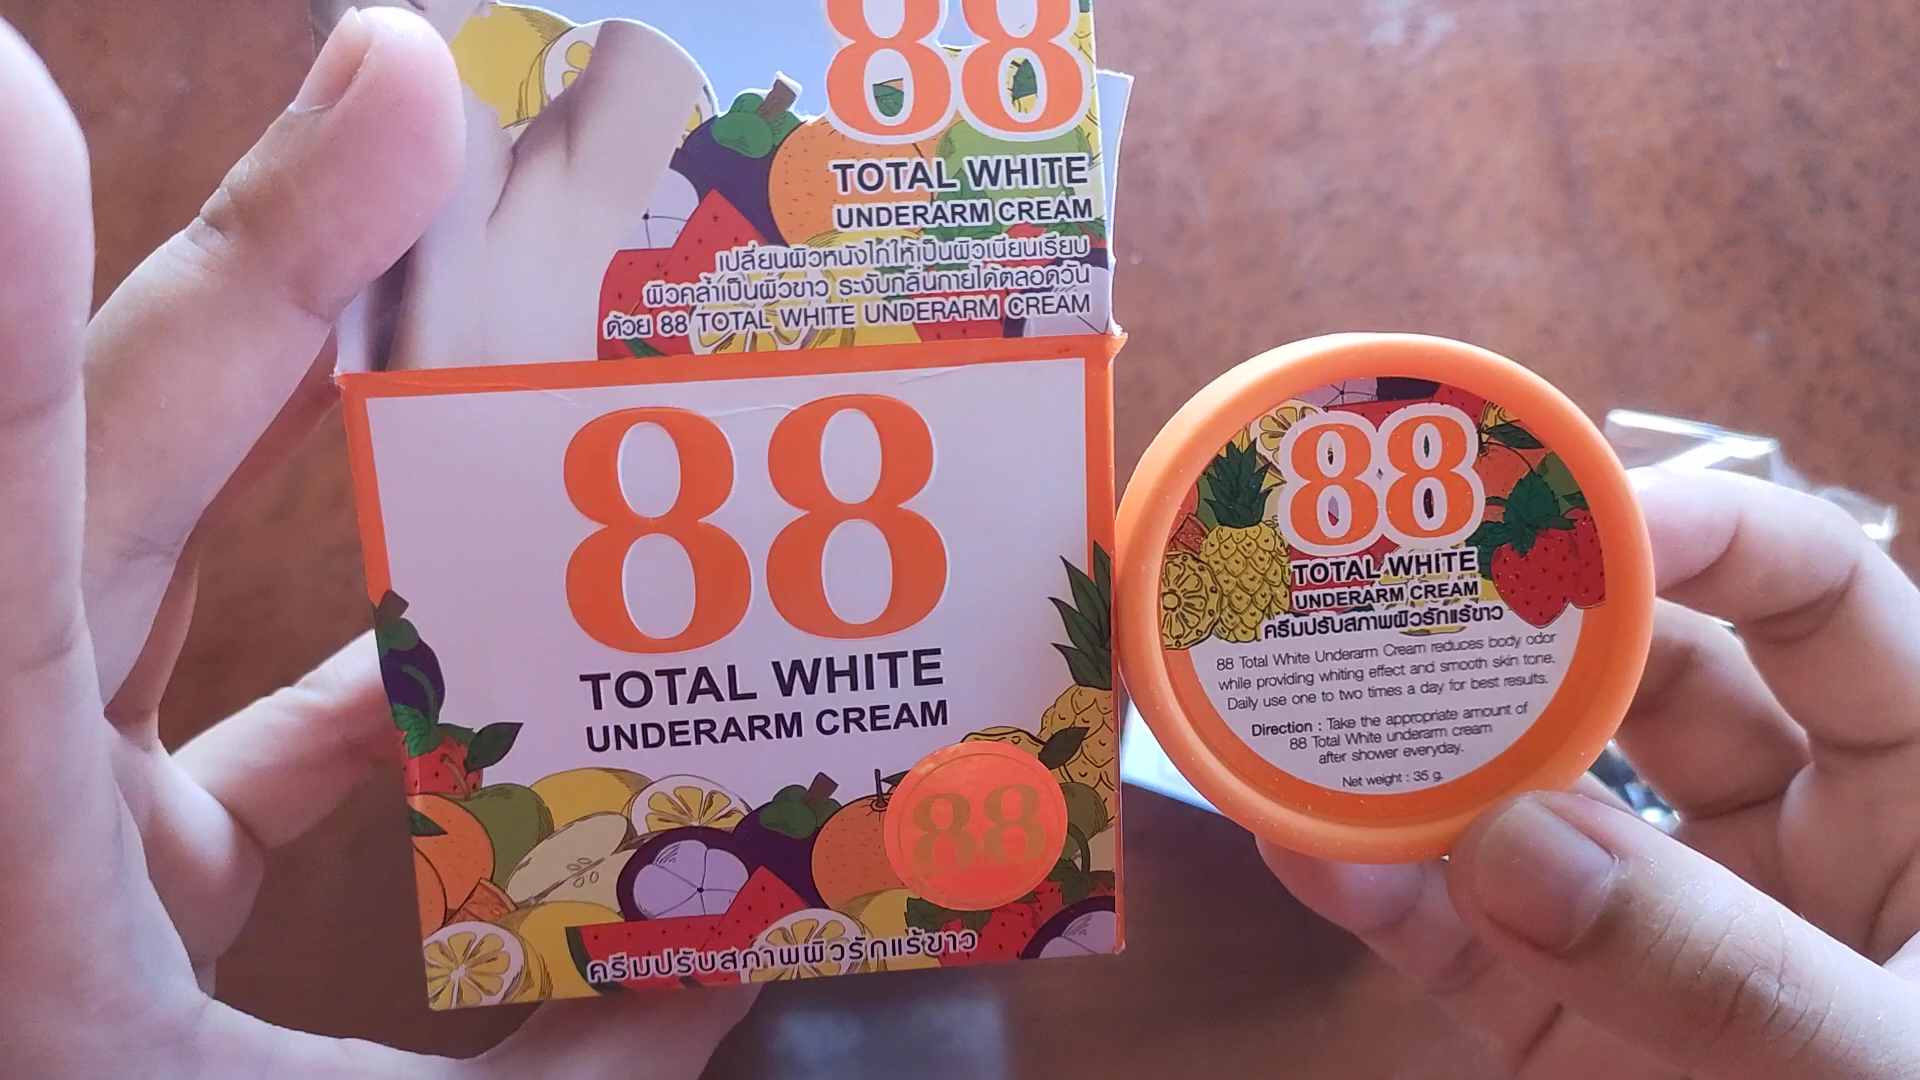 88
TOTAL WHITE
UNDERARM CREAM
เปลี่ยนผิวหนังไก่ให้เป็นผิวเนียนเรียบ
ผิวคล้ำเป็นผิวขาว ระงับกลิ่นกายได้ตลอดวัน
ด้วย 88 TOTAL WHITE UNDERARM CREAM
88
TOTAL WHITE
UNDERARM CREAM
88
ครีมปรับสภาพผิวรักแร้ขาว
88
TOTAL WHITE
UNDERARM CREAM
ครีมปรับสภาพผิวรักแร้ขาว
88 Total White Underarm Cream reduces body odor
while providing whiting effect and smooth skin tone.
Daily use one to two times a day for best results.
Direction : Take the appropriate amount of
88 Total White underarm cream
after shower everyday.
Net weight : 35 g.